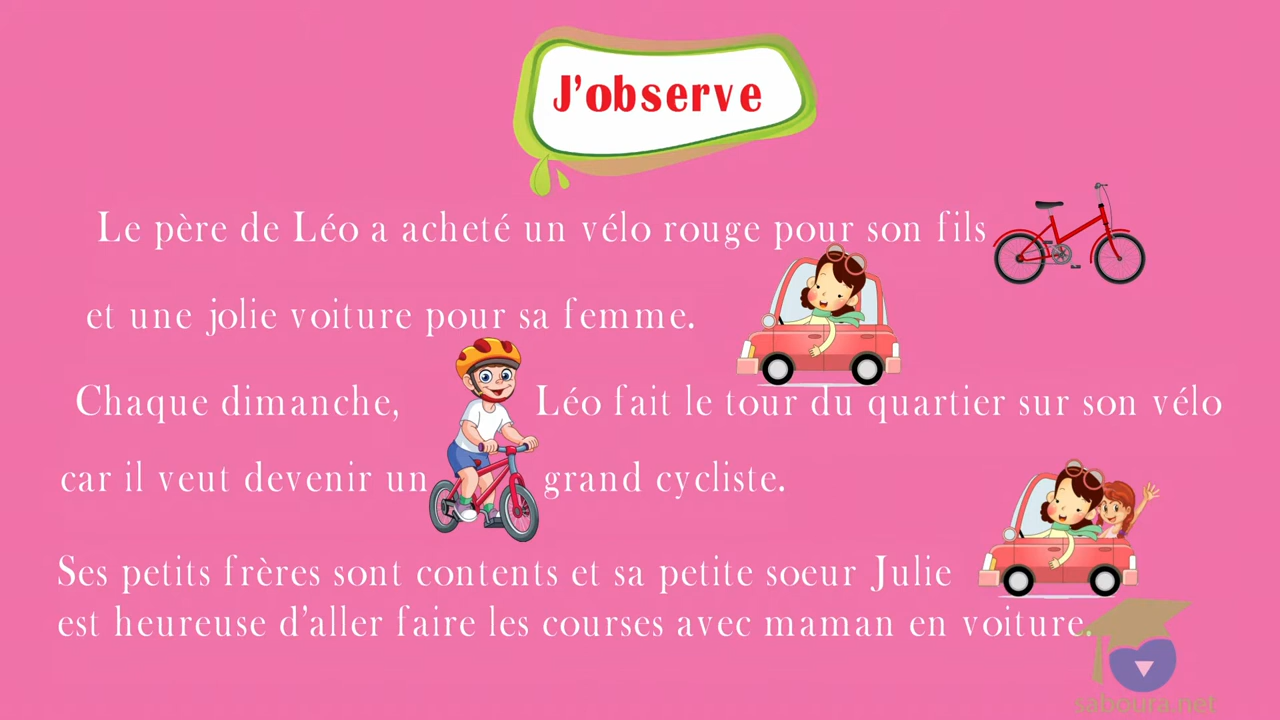 J'observe
Le père de Léo a acheté un vélo rouge pour son fils
et une jolie voiture pour sa femme.
Chaque dimanche, Léo fait le tour du quartier sur son vélo
car il veut devenir un grand cycliste.
Ses petits frères sont contents et sa petite soeur Julie
est heureuse d'aller faire les courses avec maman en voiture.
saboura.net